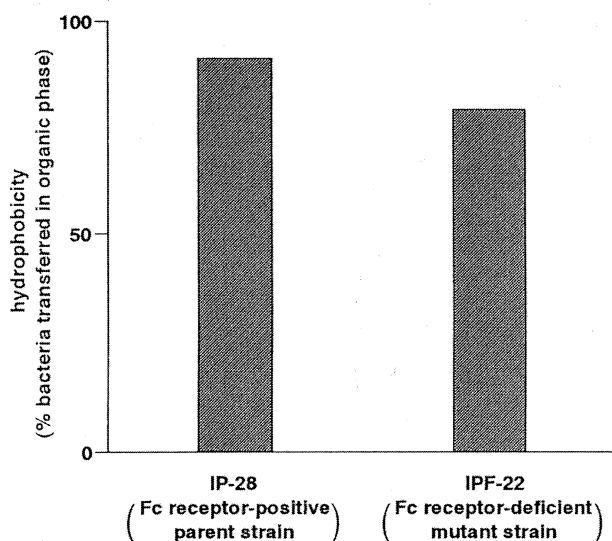 100
50
0
hydrophobicity
(% bacteria transferred in organic phase)
IP-28
(Fc receptor-positive
parent strain)
IPF-22
(Fc receptor-deficient
mutant strain)